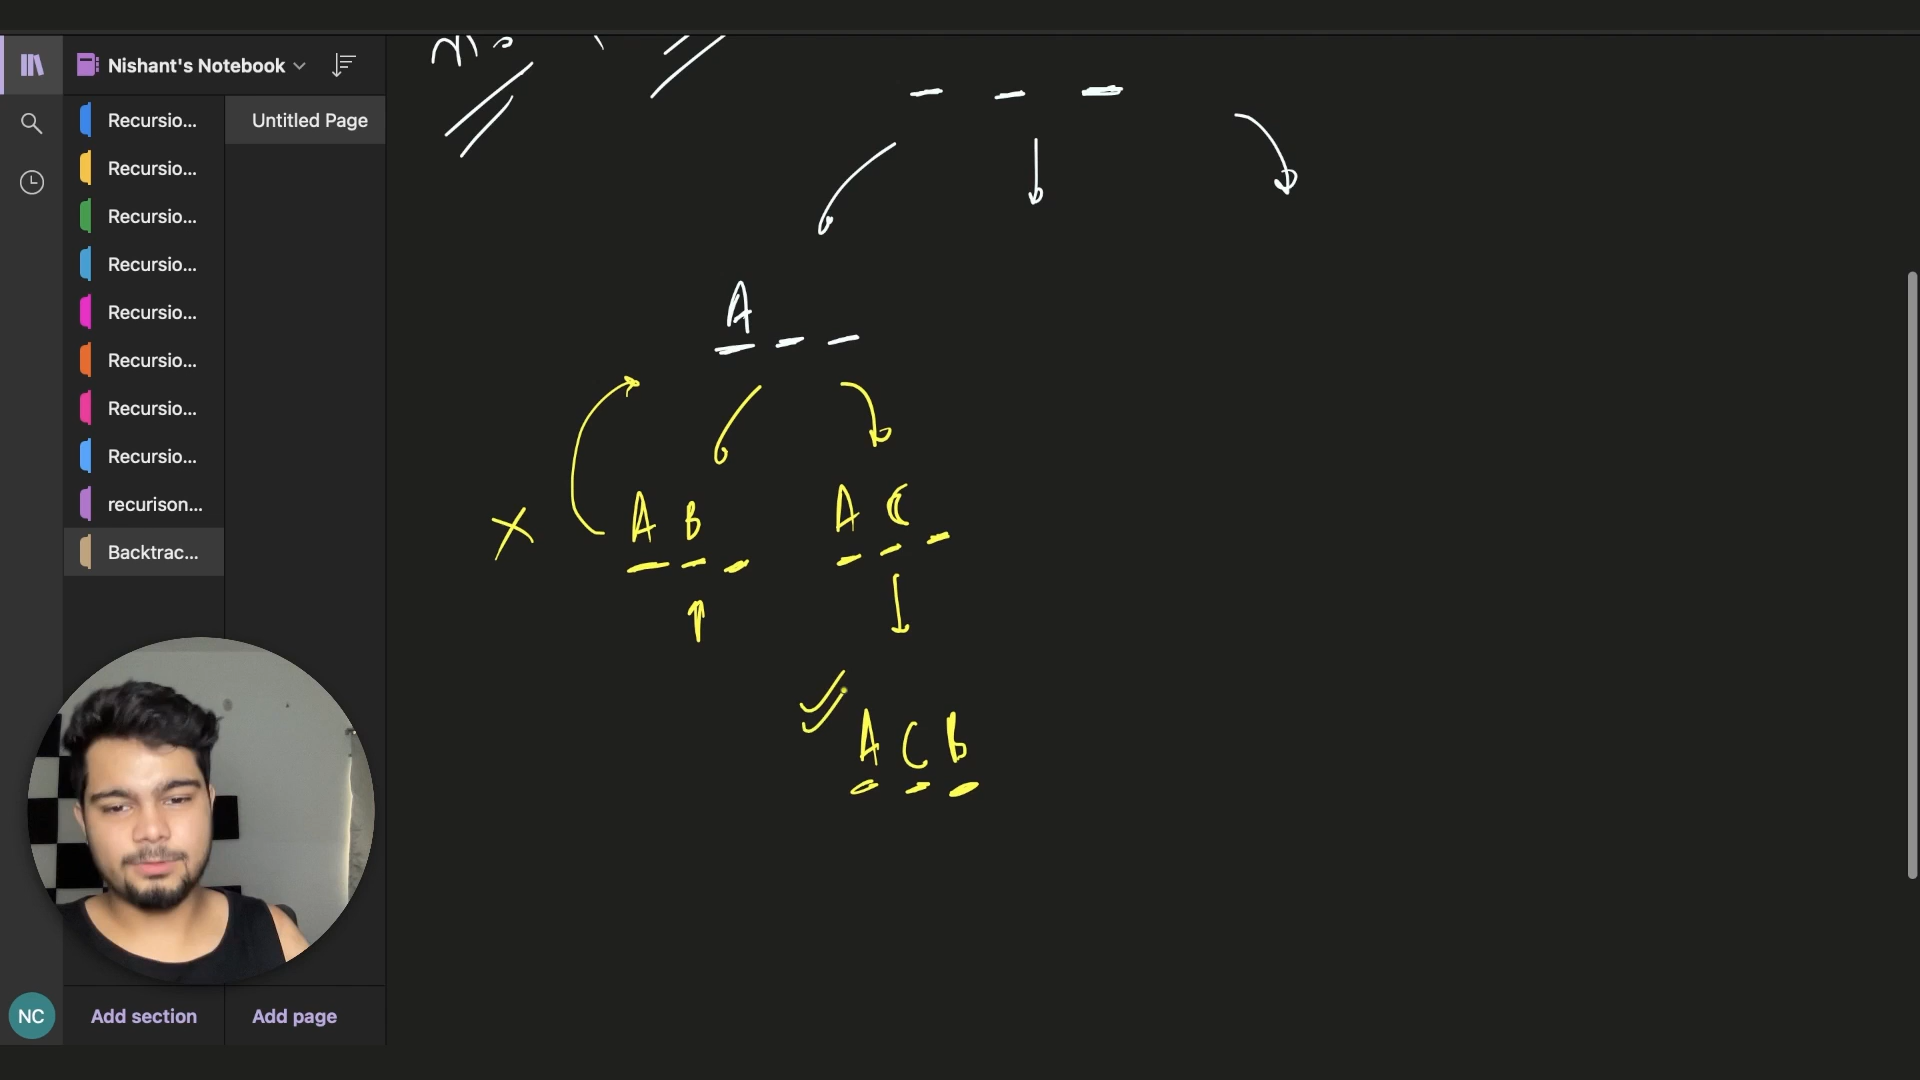 Nishant's Notebook
Recursio...
Untitled Page
Recursio...
Recursio...
Recursio...
Recursio...
Recursio...
Recursio...
Recursio...
recurison...
Backtrac...
A
A B
A C
A C B
NC
Add section
Add page